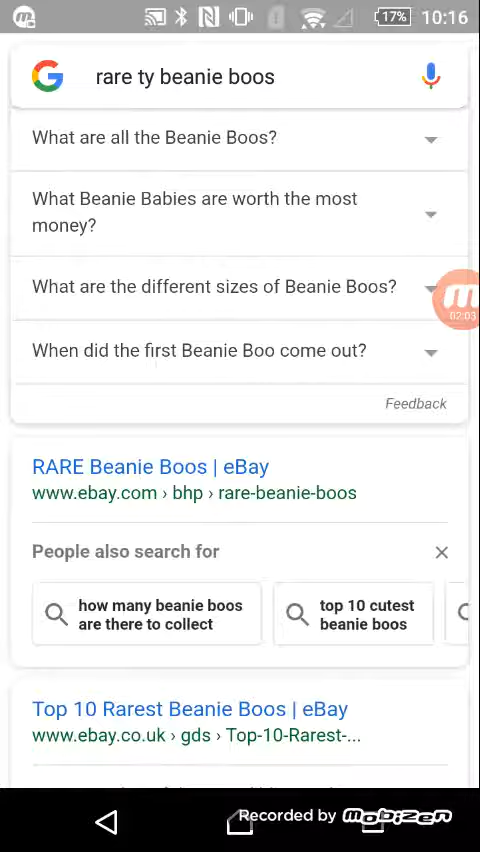 17% 10:16
rare ty beanie boos
What are all the Beanie Boos?
What Beanie Babies are worth the most
money?
What are the different sizes of Beanie Boos?
02:03
When did the first Beanie Boo come out?
Feedback
RARE Beanie Boos | eBay
www.ebay.com › bhp › rare-beanie-boos
People also search for
how many beanie boos
are there to collect
top 10 cutest
beanie boos
Top 10 Rarest Beanie Boos | eBay
www.ebay.co.uk › gds › Top-10-Rarest-...
Recorded by Mobizen